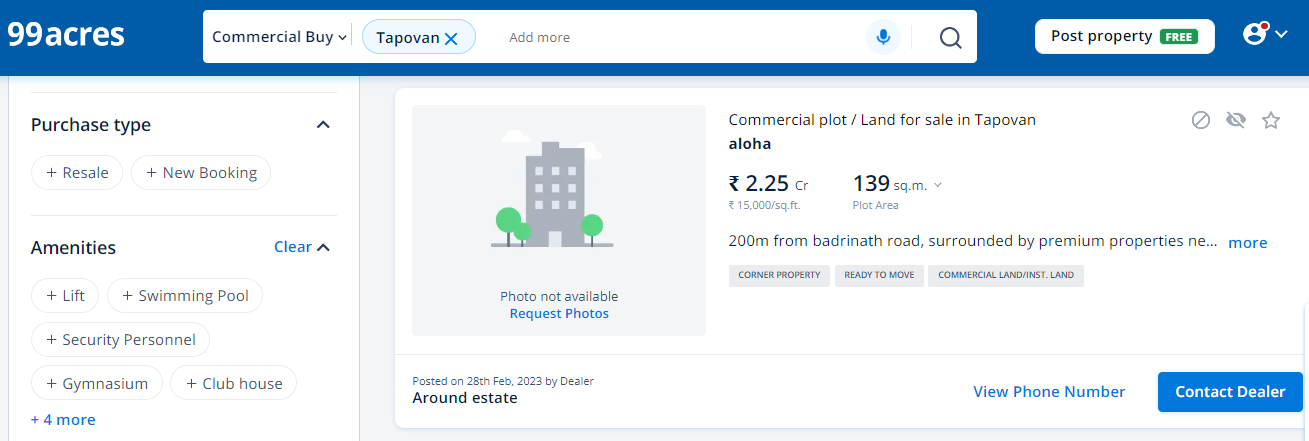 99acres
Commercial Buy
Tapovan
Add more
Post property FREE
Purchase type
+ Resale
+ New Booking
Amenities
Clear
+ Lift
+ Swimming Pool
+ Security Personnel
+ Gymnasium
+ Club house
+ 4 more
Photo not available
Request Photos
Commercial plot / Land for sale in Tapovan
aloha
₹ 2.25 Cr
₹ 15,000/sq.ft.
139 sq.m.
Plot Area
200m from badrinath road, surrounded by premium properties ne... more
CORNER PROPERTY
READY TO MOVE
COMMERCIAL LAND/INST. LAND
Posted on 28th Feb, 2023 by Dealer
Around estate
View Phone Number
Contact Dealer